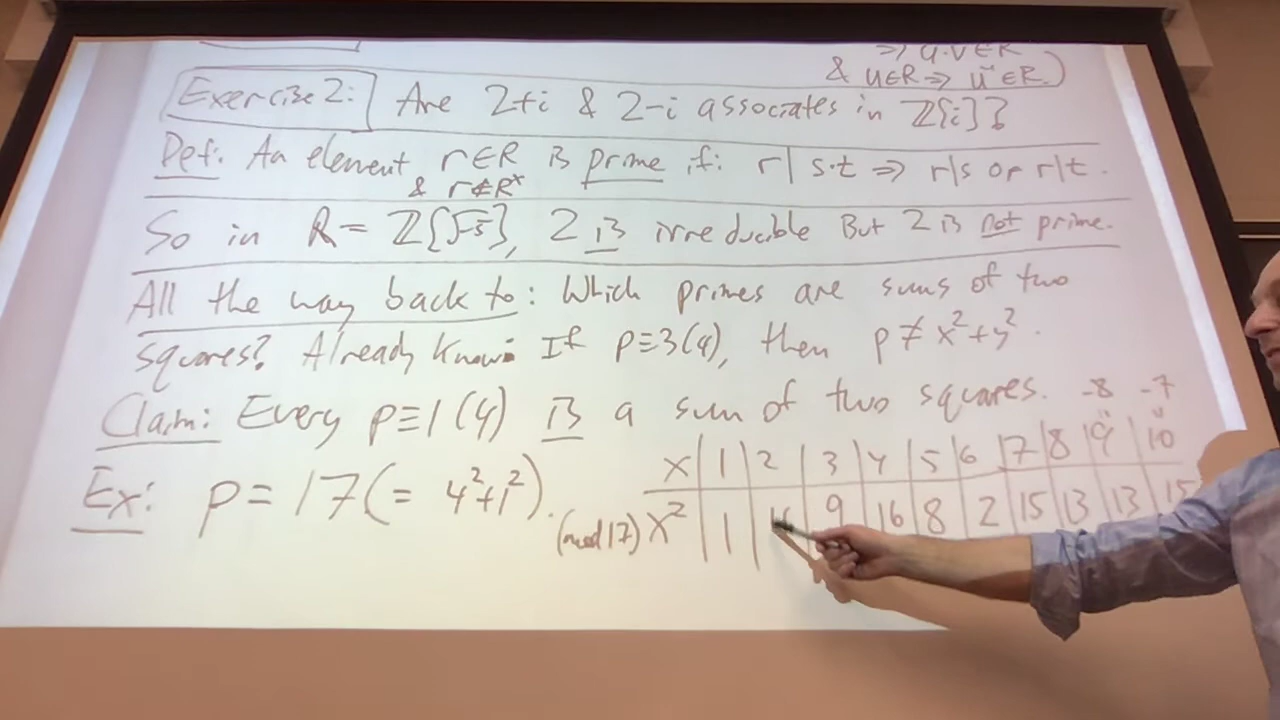 ⇒ u·v∈R
& u∈R ⇒ u⁻¹∈R.)
Exercise 2: Are 2+i & 2-i associates in ℤ[i]?
Def: An element r∈R is prime if: r | s·t ⇒ r|s or r|t.
& r∉R^x
So in R = ℤ[√-5], 2 is irreducible But 2 is not prime.
All the way back to: Which primes are sums of two
squares? Already know: If p≡3(4), then p≠x²+y².
Claim: Every p≡1(4) is a sum of two squares.
-8 -7
Ex: p = 17(= 4²+1²).
x 1 2 3 4 5 6 7 8 9 10
(mod 17) x² 1 9 16 8 2 15 13 13 15